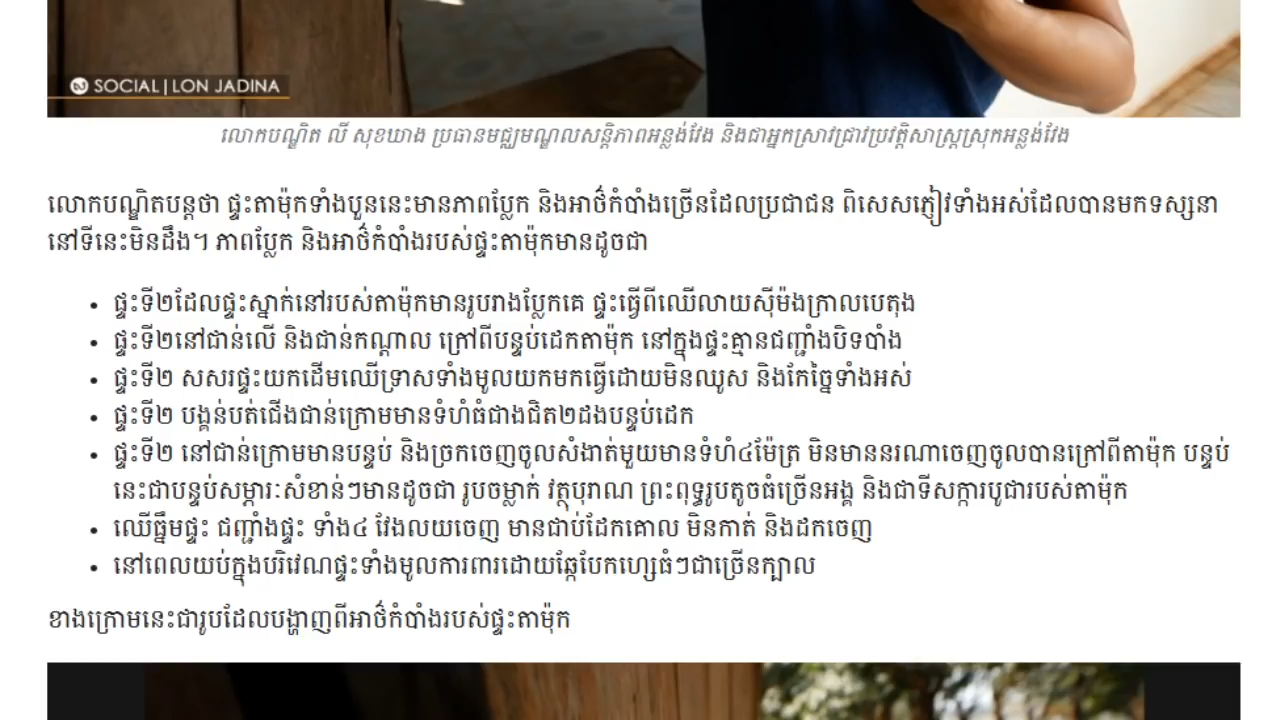 SOCIAL | LON JADINA
លោកបណ្ឌិត លី សុខឃាង ប្រធានមជ្ឈមណ្ឌលសន្តិភាពអន្លង់វែង និងជាអ្នកស្រាវជ្រាវប្រវត្តិសាស្ត្រស្រុកអន្លង់វែង
លោកបណ្ឌិតបន្តថា ផ្ទះតាម៉ុកទាំងបួននេះមានភាពប្លែក និងអាថ៌កំបាំងច្រើនដែលប្រជាជន ពិសេសភ្ញៀវទាំងអស់ដែលបានមកទស្សនា
នៅទីនេះមិនដឹង។ ភាពប្លែក និងអាថ៌កំបាំងរបស់ផ្ទះតាម៉ុកមានដូចជា
• ផ្ទះទី២ដែលផ្ទះស្នាក់នៅរបស់តាម៉ុកមានរូបរាងប្លែកគេ ផ្ទះធ្វើពីឈើលាយស៊ីម៉ងក្រាលបេតុង
• ផ្ទះទី២នៅជាន់លើ និងជាន់កណ្តាល ក្រៅពីបន្ទប់ដេកតាម៉ុក នៅក្នុងផ្ទះគ្មានជញ្ជាំងបិទបាំង
• ផ្ទះទី២ សសរផ្ទះយកដើមឈើទ្រាសទាំងមូលយកមកធ្វើដោយមិនឈូស និងកែច្នៃទាំងអស់
• ផ្ទះទី២ បង្គន់បត់ជើងជាន់ក្រោមមានទំហំធំជាងជិត២ដងបន្ទប់ដេក
• ផ្ទះទី២ នៅជាន់ក្រោមមានបន្ទប់ និងច្រកចេញចូលសំងាត់មួយមានទំហំ៤ម៉ែត្រ មិនមាននរណាចេញចូលបានក្រៅពីតាម៉ុក បន្ទប់
នេះជាបន្ទប់សម្ភារៈសំខាន់ៗមានដូចជា រូបចម្លាក់ វត្ថុបុរាណ ព្រះពុទ្ធរូបតូចធំច្រើនអង្គ និងជាទីសក្ការបូជារបស់តាម៉ុក
• ឈើធ្នឹមផ្ទះ ជញ្ជាំងផ្ទះ ទាំង៤ វែងលយចេញ មានជាប់ដែកគោល មិនកាត់ និងដកចេញ
• នៅពេលយប់ក្នុងបរិវេណផ្ទះទាំងមូលការពារដោយឆ្កែបែកហ្សេធំៗជាច្រើនក្បាល
ខាងក្រោមនេះជារូបដែលបង្ហាញពីអាថ៌កំបាំងរបស់ផ្ទះតាម៉ុក